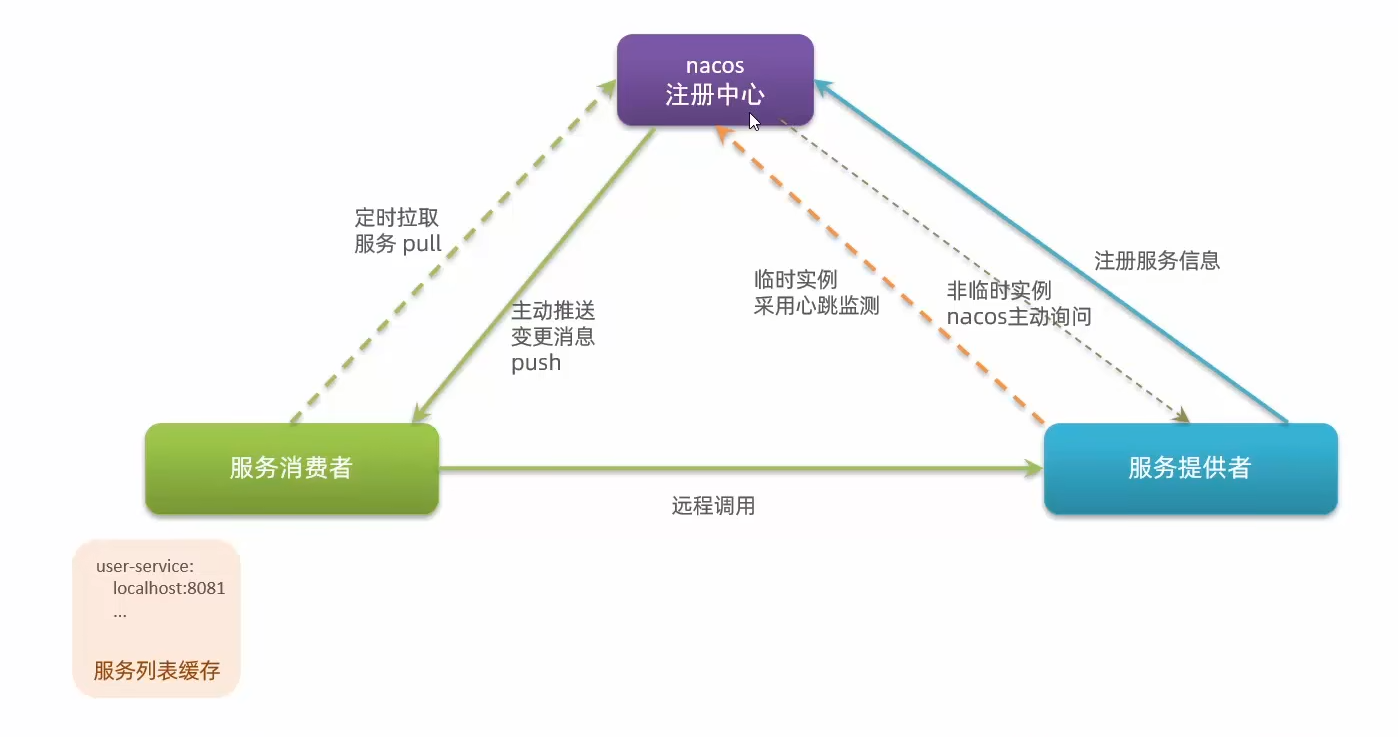 nacos
注册中心
定时拉取
服务 pull
主动推送
变更消息
push
临时实例
采用心跳监测
非临时实例
nacos主动询问
注册服务信息
服务消费者
服务提供者
远程调用
user-service:
localhost:8081
...
服务列表缓存